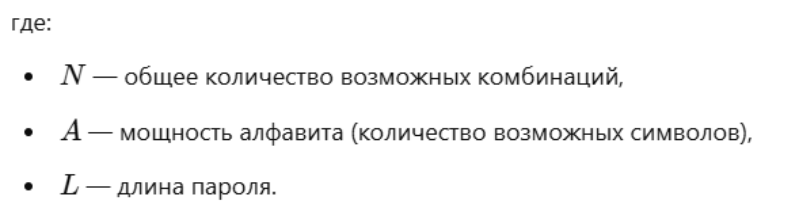 где:
• N — общее количество возможных комбинаций,
• A — мощность алфавита (количество возможных символов),
• L — длина пароля.